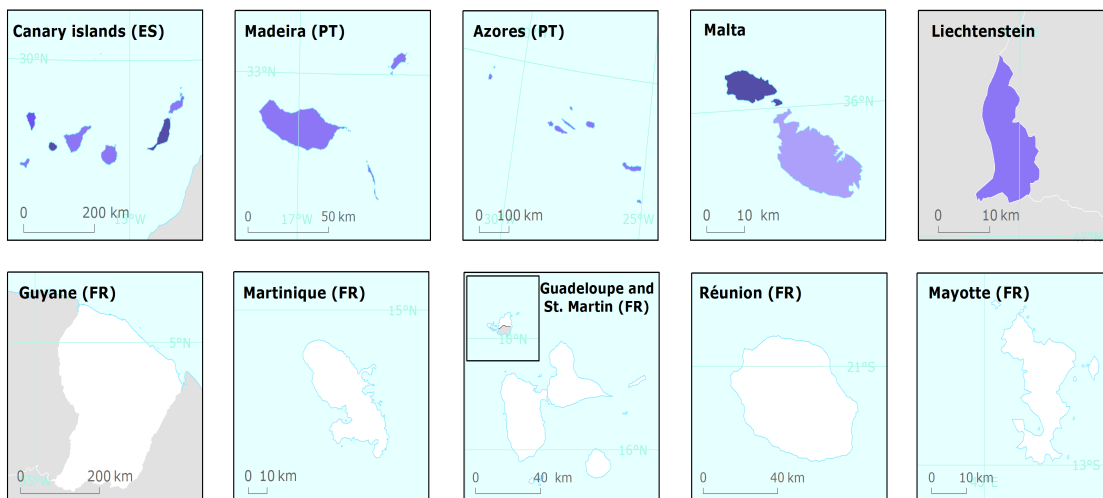 Canary islands (ES)
30°N
0 200 km
15°W
Madeira (PT)
33°N
17°W
0 50 km
Azores (PT)
0 100 km
30°
25°W
Malta
36°N
0 10 km
Liechtenstein
0 10 km
Guyane (FR)
5°N
0 200 km
Martinique (FR)
15°N
0 10 km
Guadeloupe and
St. Martin (FR)
18°N
16°N
0 40 km
Réunion (FR)
21°S
0 40 km
Mayotte (FR)
13°S
0 10 km